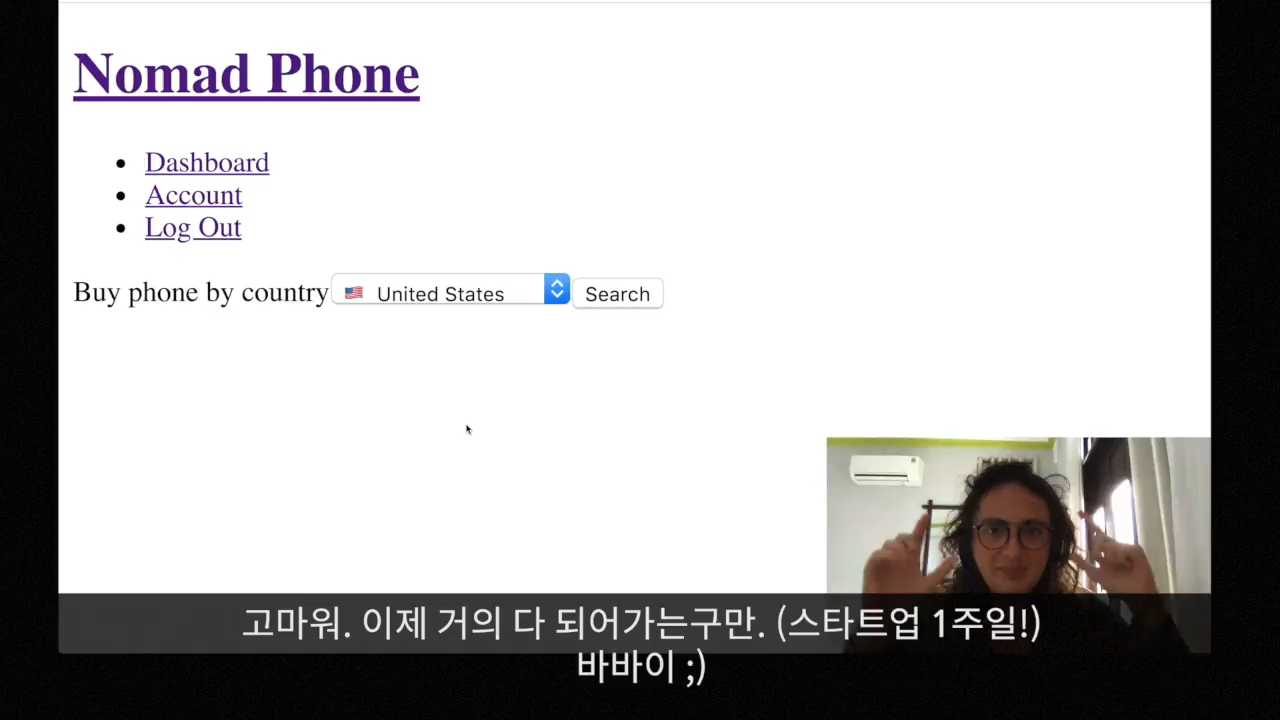 Nomad Phone
Dashboard
Account
Log Out
Buy phone by country 🇺🇸 United States Search
고마워. 이제 거의 다 되어가는구만. (스타트업 1주일!)
바바이 ;)